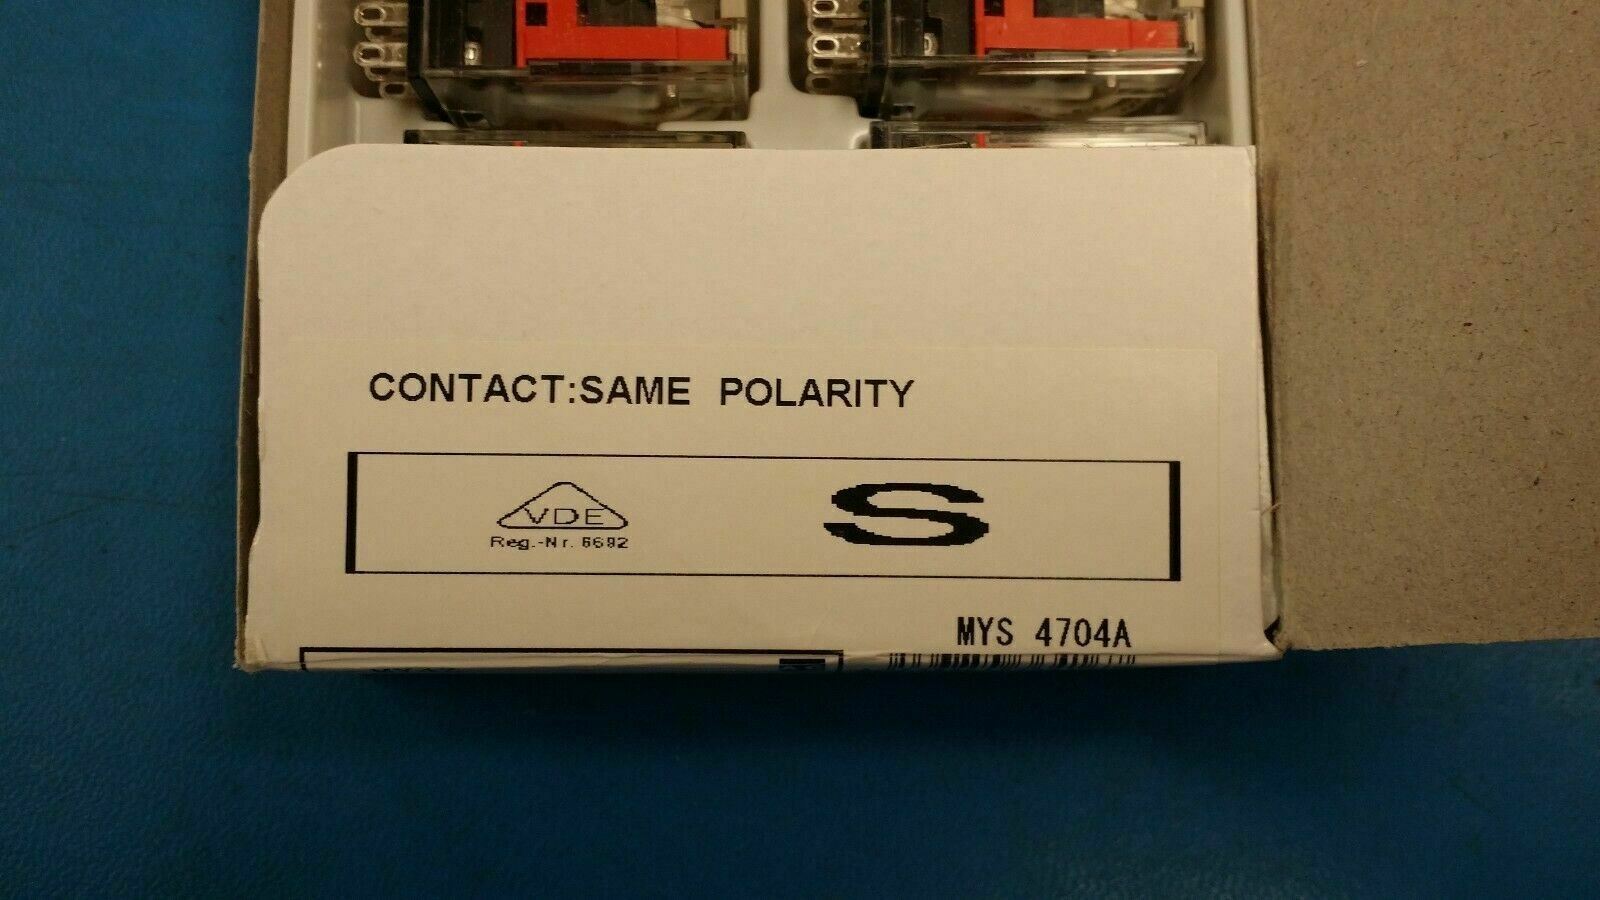 CONTACT:SAME POLARITY
VDE
S
Reg.-Nr. 6692
MYS 4704A